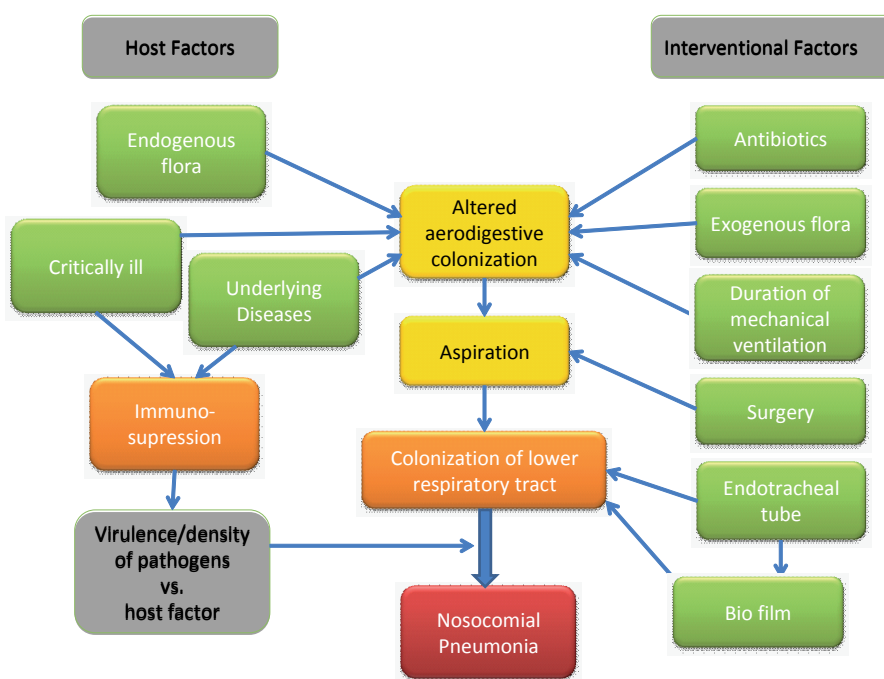 Host Factors
Interventional Factors
Endogenous
flora
Antibiotics
Altered
aerodigestive
colonization
Exogenous flora
Critically ill
Underlying
Diseases
Duration of
mechanical
ventilation
Aspiration
Immuno-
supression
Surgery
Colonization of lower
respiratory tract
Endotracheal
tube
Virulence/density
of pathogens
vs.
host factor
Nosocomial
Pneumonia
Bio film